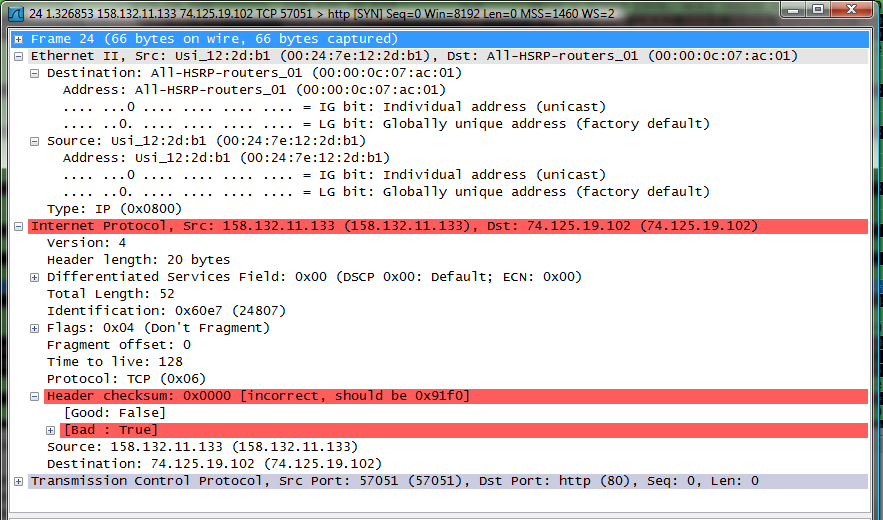 24 1.326853 158.132.11.133 74.125.19.102 TCP 57051 > http [SYN] Seq=0 Win=8192 Len=0 MSS=1460 WS=2
Frame 24 (66 bytes on wire, 66 bytes captured)
Ethernet II, Src: Usi_12:2d:b1 (00:24:7e:12:2d:b1), Dst: All-HSRP-routers_01 (00:00:0c:07:ac:01)
Destination: All-HSRP-routers_01 (00:00:0c:07:ac:01)
Address: All-HSRP-routers_01 (00:00:0c:07:ac:01)
.... ...0 .... .... .... .... = IG bit: Individual address (unicast)
.... ..0. .... .... .... .... = LG bit: Globally unique address (factory default)
Source: Usi_12:2d:b1 (00:24:7e:12:2d:b1)
Address: Usi_12:2d:b1 (00:24:7e:12:2d:b1)
.... ...0 .... .... .... .... = IG bit: Individual address (unicast)
.... ..0. .... .... .... .... = LG bit: Globally unique address (factory default)
Type: IP (0x0800)
Internet Protocol, Src: 158.132.11.133 (158.132.11.133), Dst: 74.125.19.102 (74.125.19.102)
Version: 4
Header length: 20 bytes
Differentiated Services Field: 0x00 (DSCP 0x00: Default; ECN: 0x00)
Total Length: 52
Identification: 0x60e7 (24807)
Flags: 0x04 (Don't Fragment)
Fragment offset: 0
Time to live: 128
Protocol: TCP (0x06)
Header checksum: 0x0000 [incorrect, should be 0x91f0]
[Good: False]
[Bad : True]
Source: 158.132.11.133 (158.132.11.133)
Destination: 74.125.19.102 (74.125.19.102)
Transmission Control Protocol, Src Port: 57051 (57051), Dst Port: http (80), Seq: 0, Len: 0